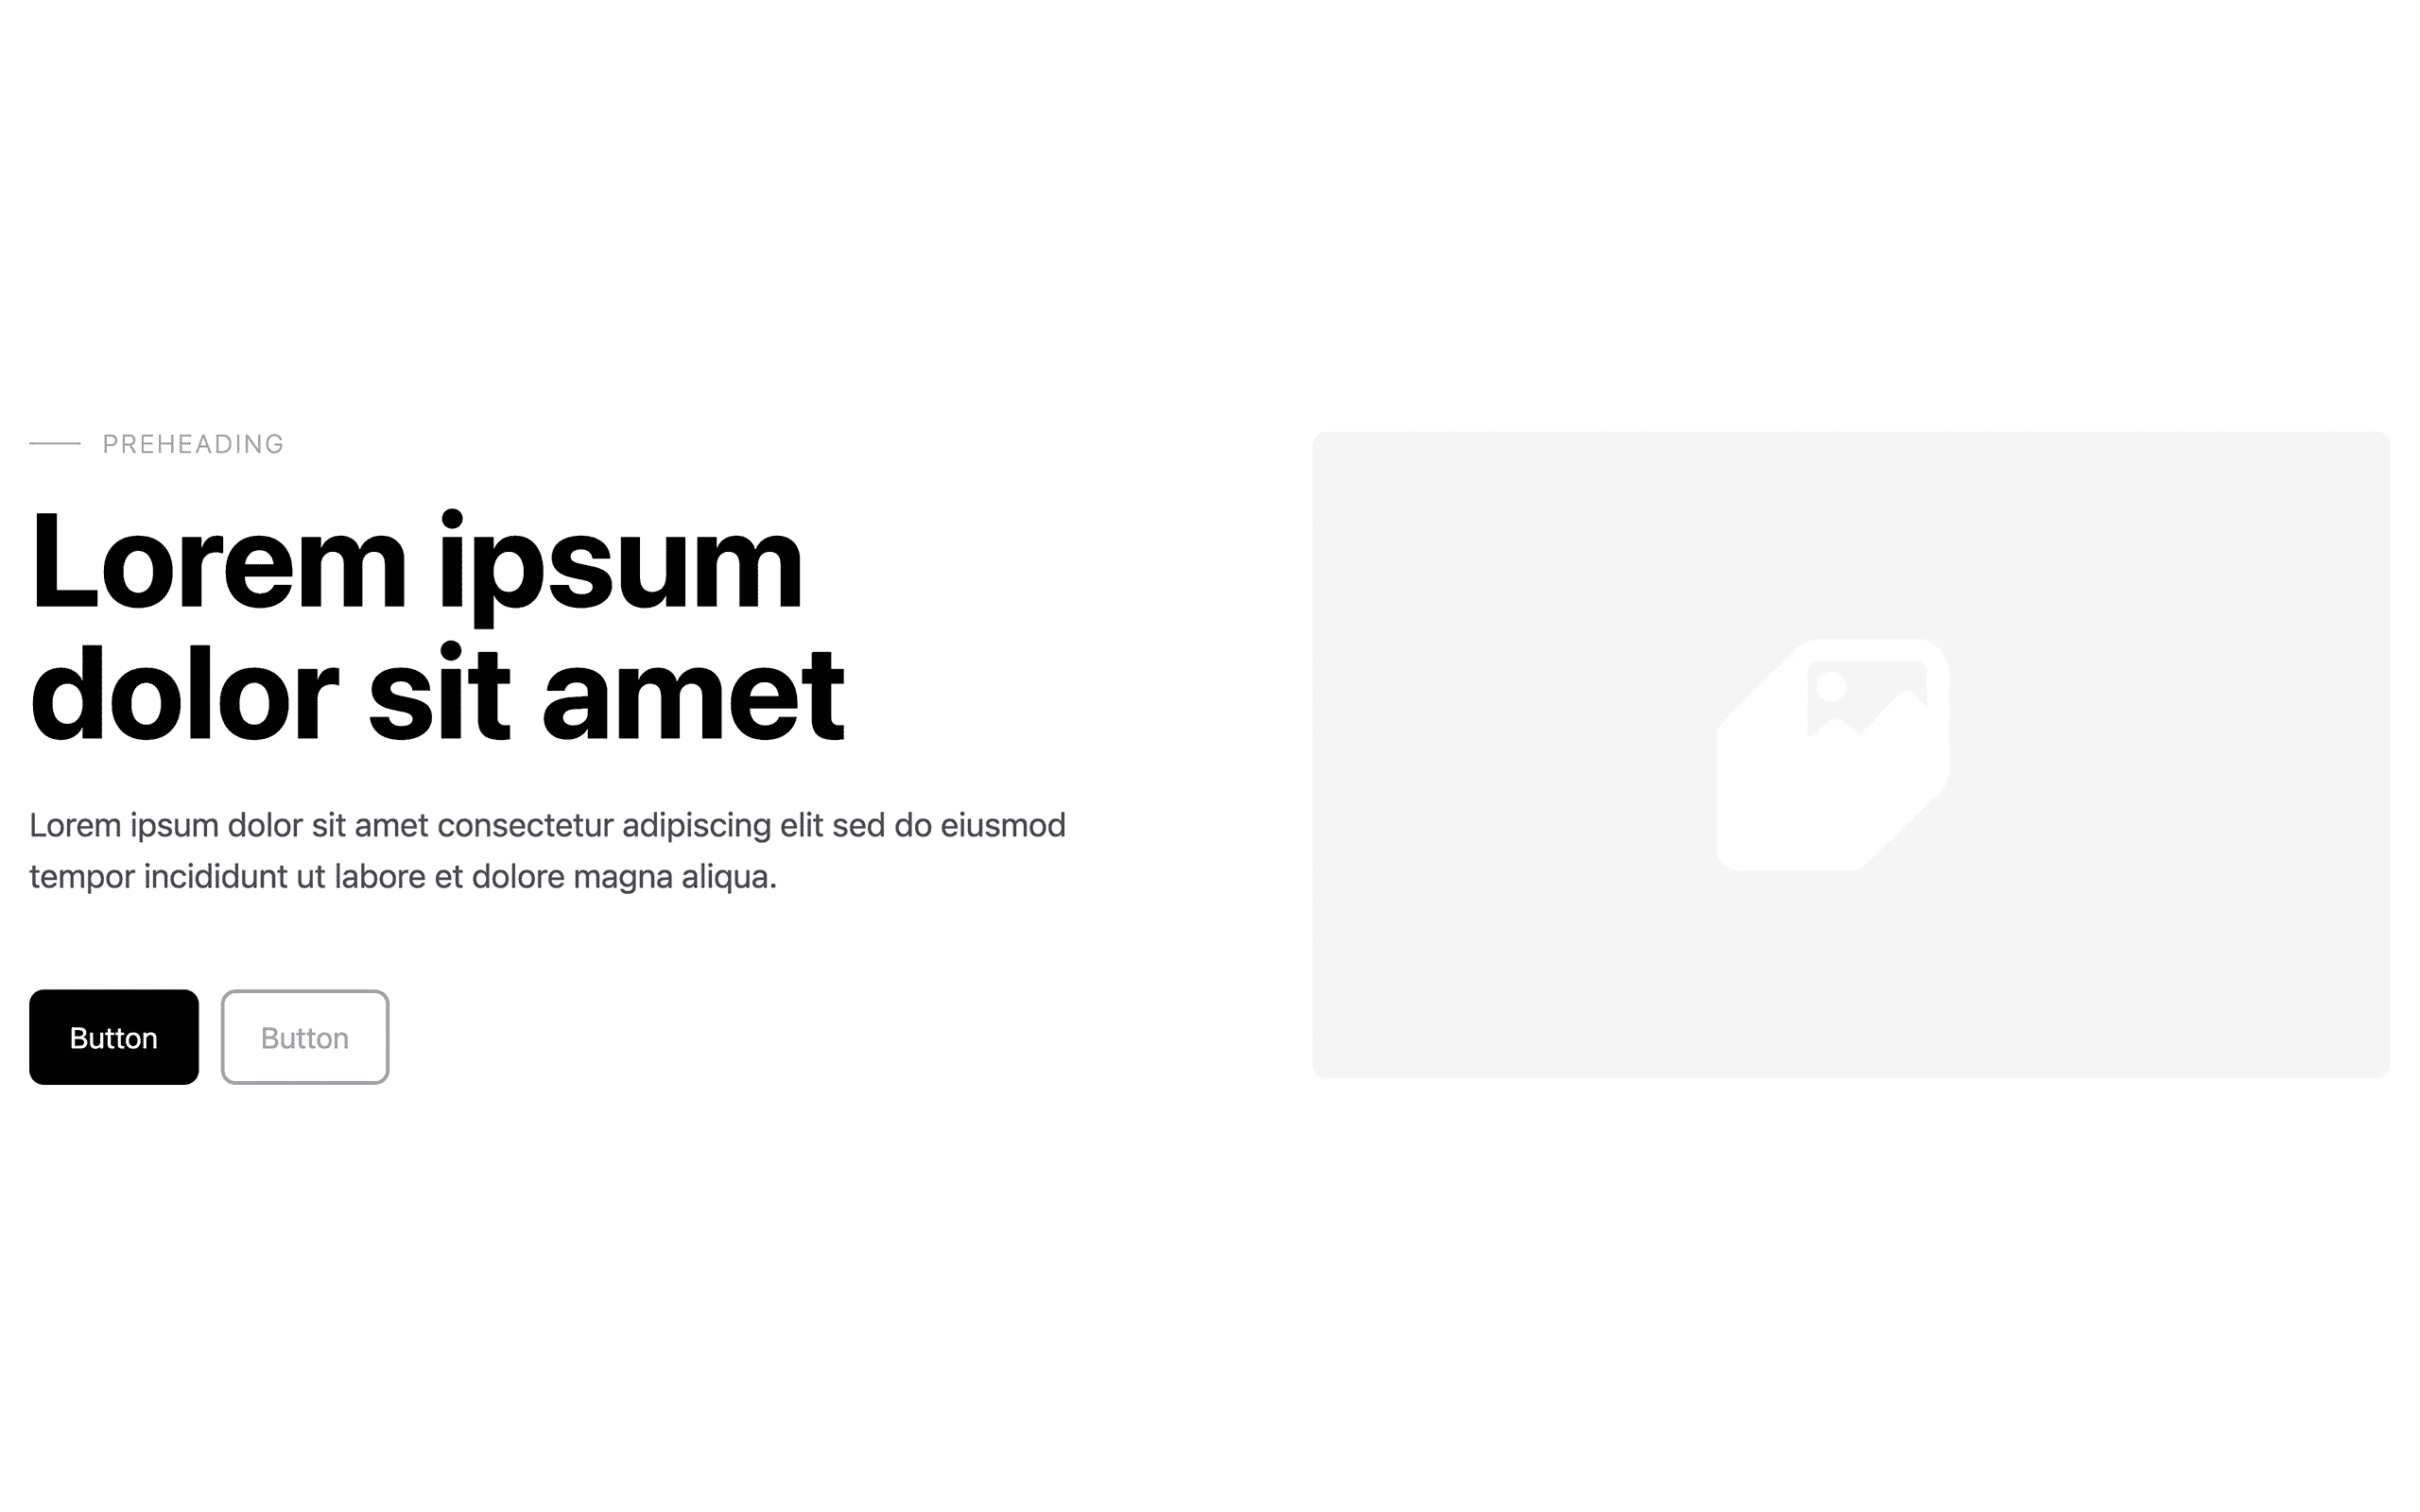 PREHEADING
Lorem ipsum
dolor sit amet
Lorem ipsum dolor sit amet consectetur adipiscing elit sed do eiusmod
tempor incididunt ut labore et dolore magna aliqua.
Button
Button